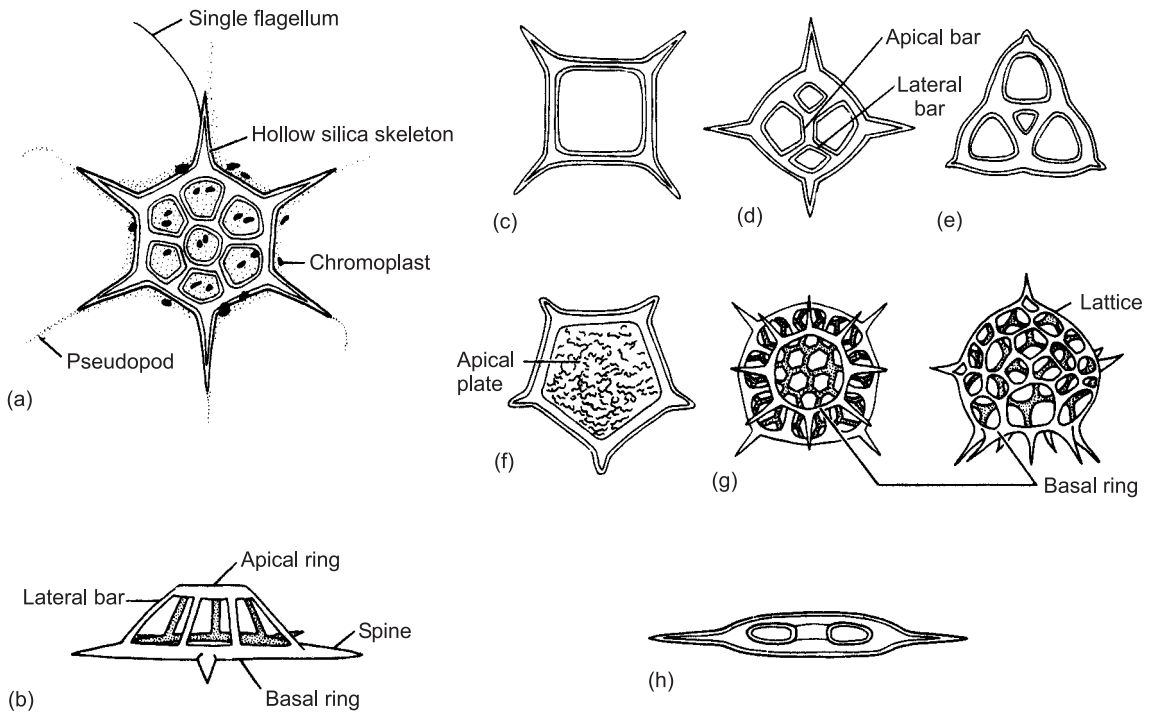 Single flagellum
Hollow silica skeleton
Chromoplast
Pseudopod
(a)
Apical ring
Lateral bar
Spine
Basal ring
(b)
(c)
Apical bar
Lateral
bar
(d)
(e)
Apical
plate
(f)
(g)
Lattice
Basal ring
(h)